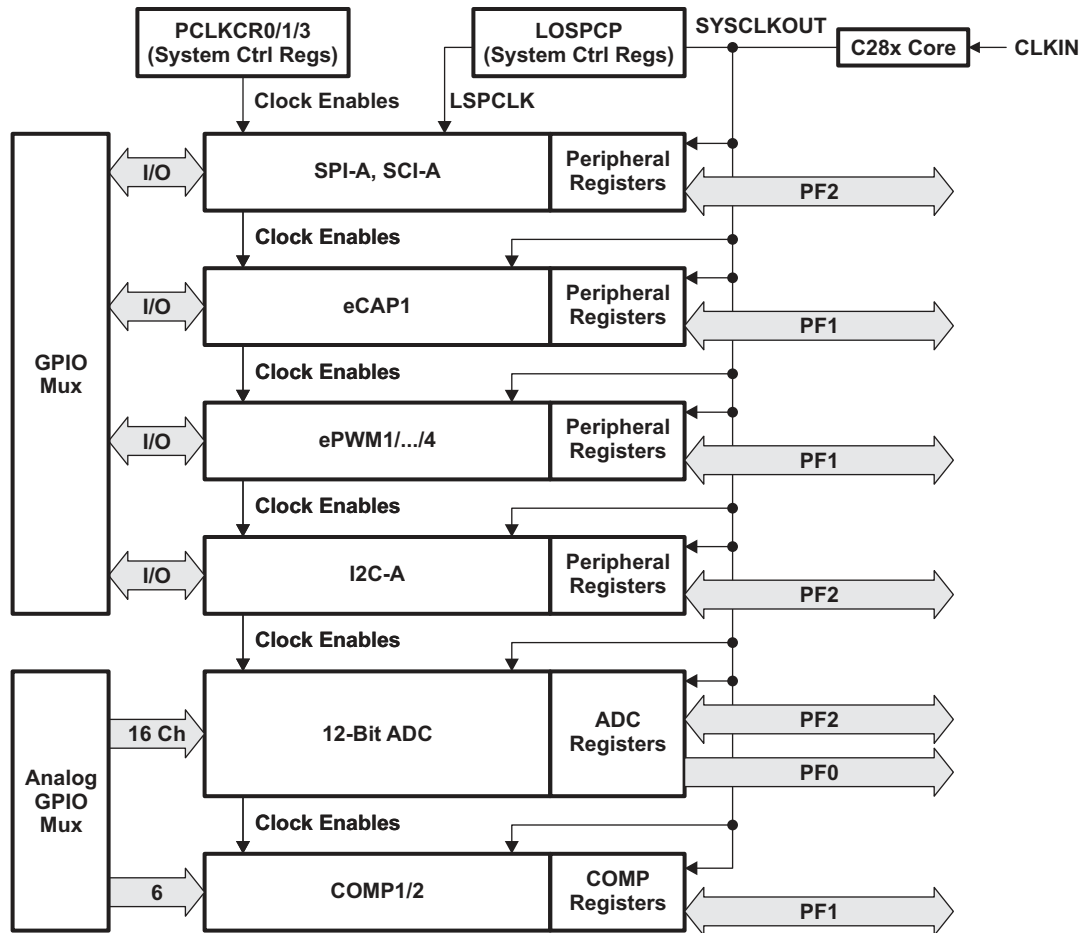 PCLKCR0/1/3
(System Ctrl Regs)
LOSPCP
(System Ctrl Regs)
SYSCLKOUT
C28x Core
CLKIN
Clock Enables
LSPCLK
I/O
SPI-A, SCI-A
Peripheral
Registers
PF2
Clock Enables
I/O
eCAP1
Peripheral
Registers
PF1
GPIO
Mux
Clock Enables
I/O
ePWM1/.../4
Peripheral
Registers
PF1
Clock Enables
I/O
I2C-A
Peripheral
Registers
PF2
Clock Enables
Analog
GPIO
Mux
16 Ch
12-Bit ADC
ADC
Registers
PF2
PF0
Clock Enables
6
COMP1/2
COMP
Registers
PF1